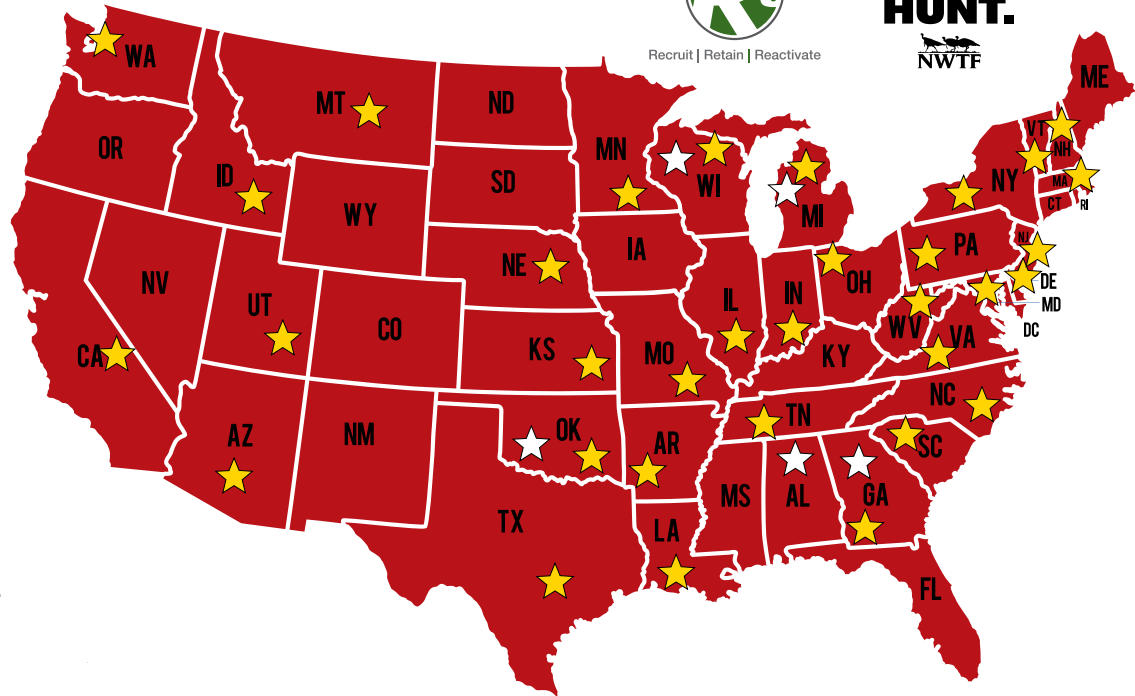 HUNT.
Recruit | Retain | Reactivate
NWTF
WA
ME
MT
ND
VT
OR
MN
NH
ID
SD
WI
NY
MA
WY
CT
RI
MI
NJ
PA
IA
NE
NV
OH
DE
UT
IL
IN
MD
CO
WV
DC
VA
CA
KS
MO
KY
NC
TN
AZ
NM
OK
AR
SC
MS
AL
GA
TX
LA
FL